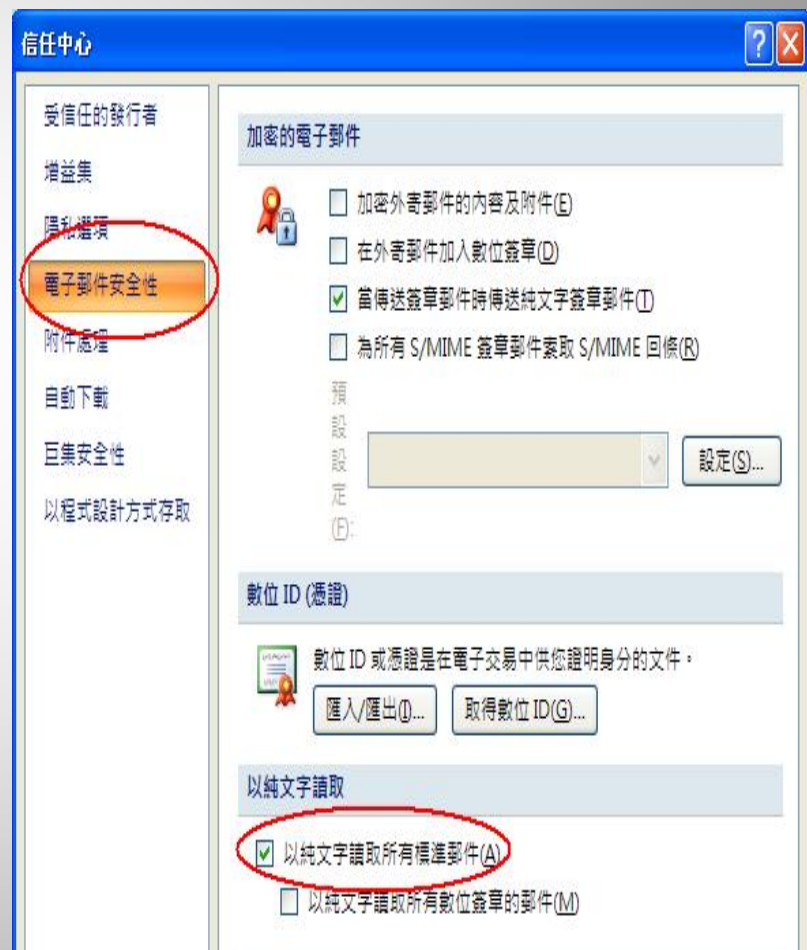 信任中心
受信任的發行者
增益集
隱私選項
電子郵件安全性
附件處理
自動下載
巨集安全性
以程式設計方式存取
加密的電子郵件
加密外寄郵件的內容及附件(E)
在外寄郵件加入數位簽章(D)
當傳送簽章郵件時傳送純文字簽章郵件(T)
為所有 S/MIME 簽章郵件索取 S/MIME 回條(R)
預
設
設
定
(F):
設定(S)...
數位 ID (憑證)
數位 ID 或憑證是在電子交易中供您證明身分的文件。
匯入/匯出(I)...
取得數位 ID(G)...
以純文字讀取
以純文字讀取所有標準郵件(A)
以純文字讀取所有數位簽章的郵件(M)